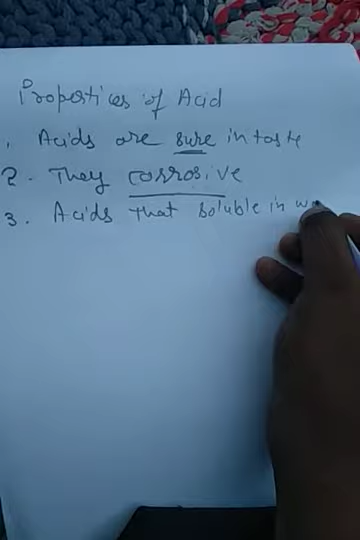 Properties of Acid
1. Acids are sure in taste
2. They corrosive
3. Acids that soluble in